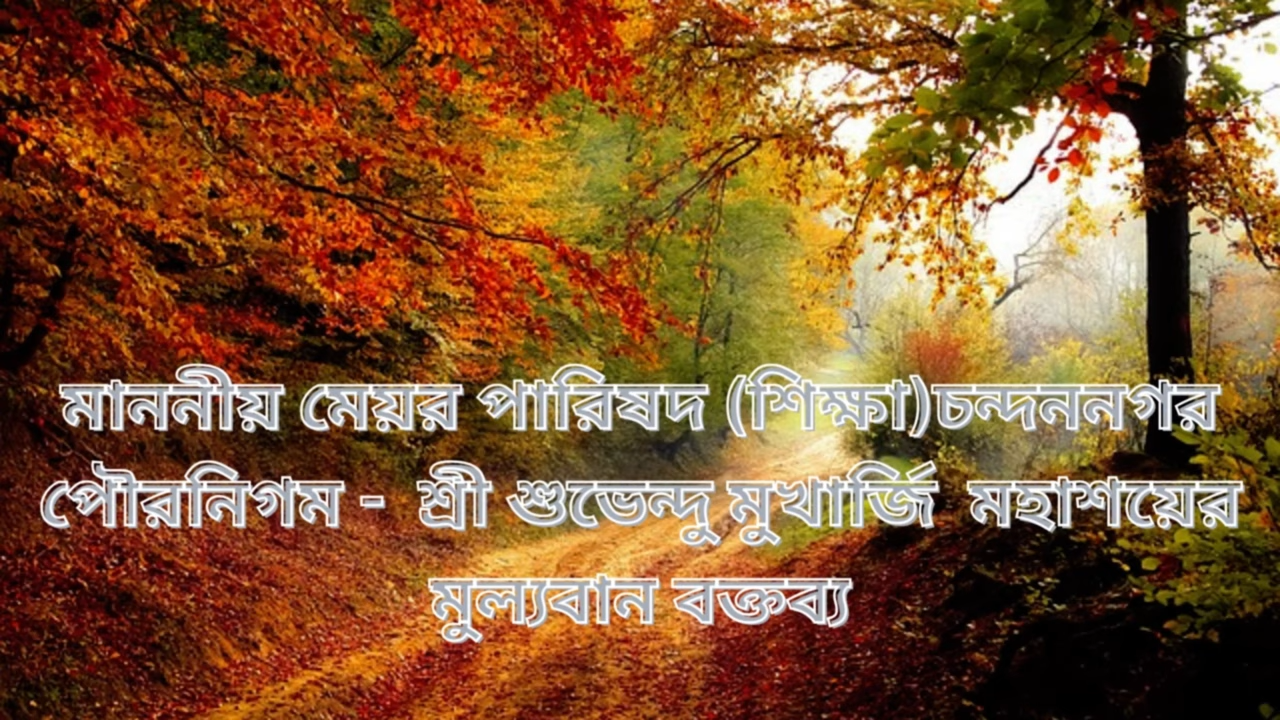 মাননীয় মেয়র পারিষদ (শিক্ষা)চন্দননগর
পৌরনিগম - শ্রী শুভেন্দু মুখার্জি মহাশয়ের
মুল্যবান বক্তব্য